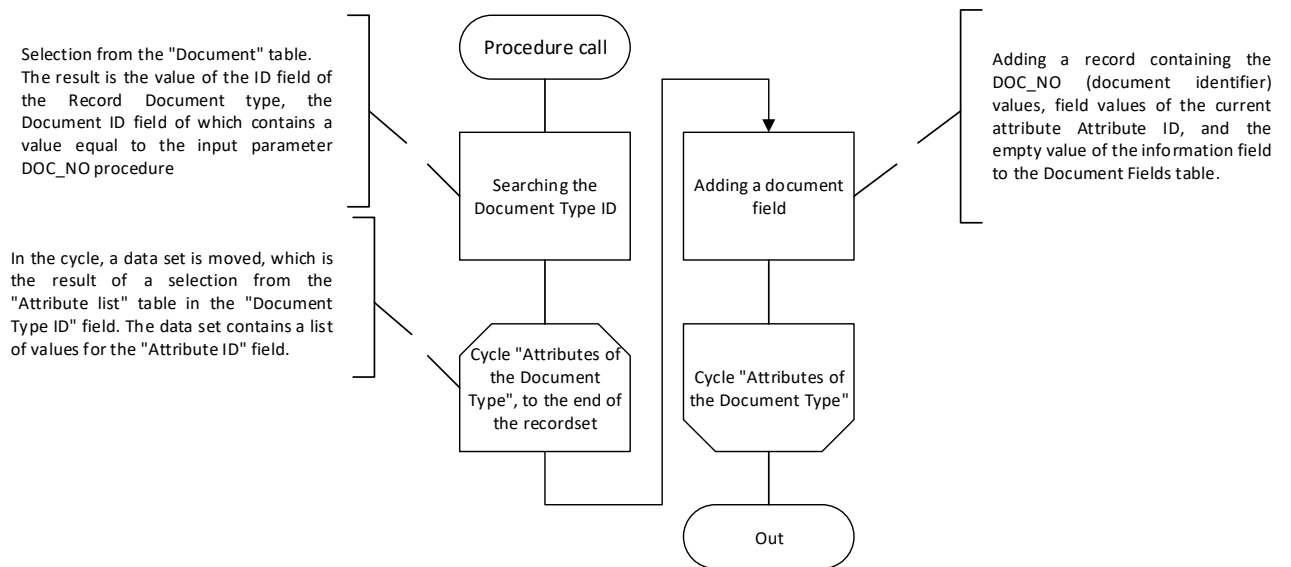 Selection from the "Document" table.
The result is the value of the ID field of
the Record Document type, the
Document ID field of which contains a
value equal to the input parameter
DOC_NO procedure
In the cycle, a data set is moved, which is
the result of a selection from the
"Attribute list" table in the "Document
Type ID" field. The data set contains a list
of values for the "Attribute ID" field.
Procedure call
Searching the
Document Type ID
Cycle "Attributes of
the Document
Type", to the end of
the recordset
Adding a document
field
Cycle "Attributes of
the Document Type"
Out
Adding a record containing the
DOC_NO (document identifier)
values, field values of the current
attribute Attribute ID, and the
empty value of the information field
to the Document Fields table.